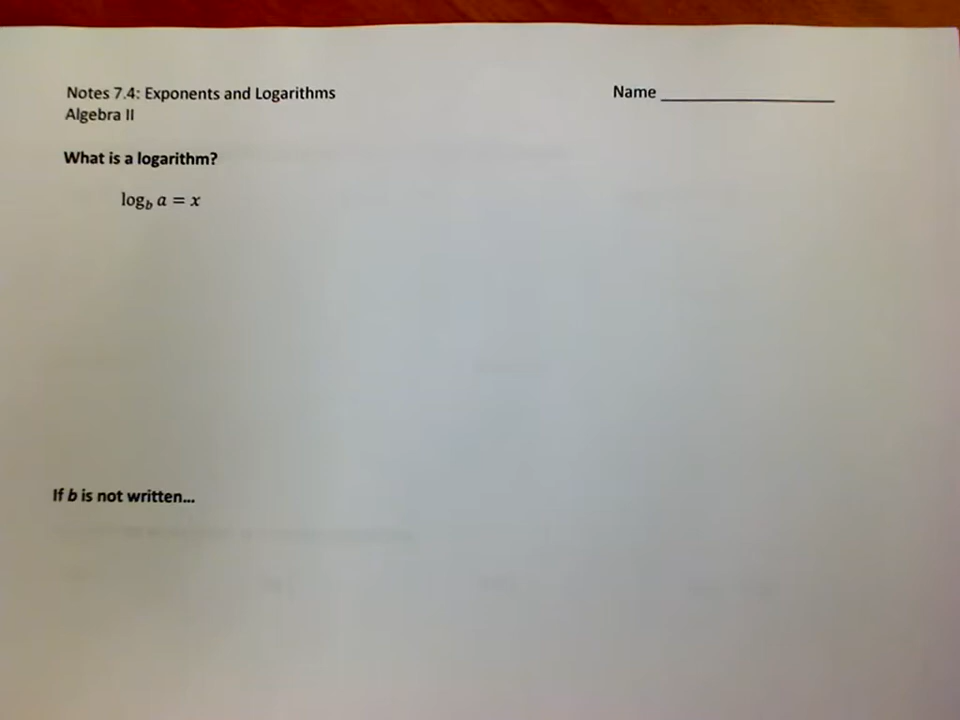 Notes 7.4: Exponents and Logarithms
Name
Algebra II
What is a logarithm?
log_b a = x
If b is not written...